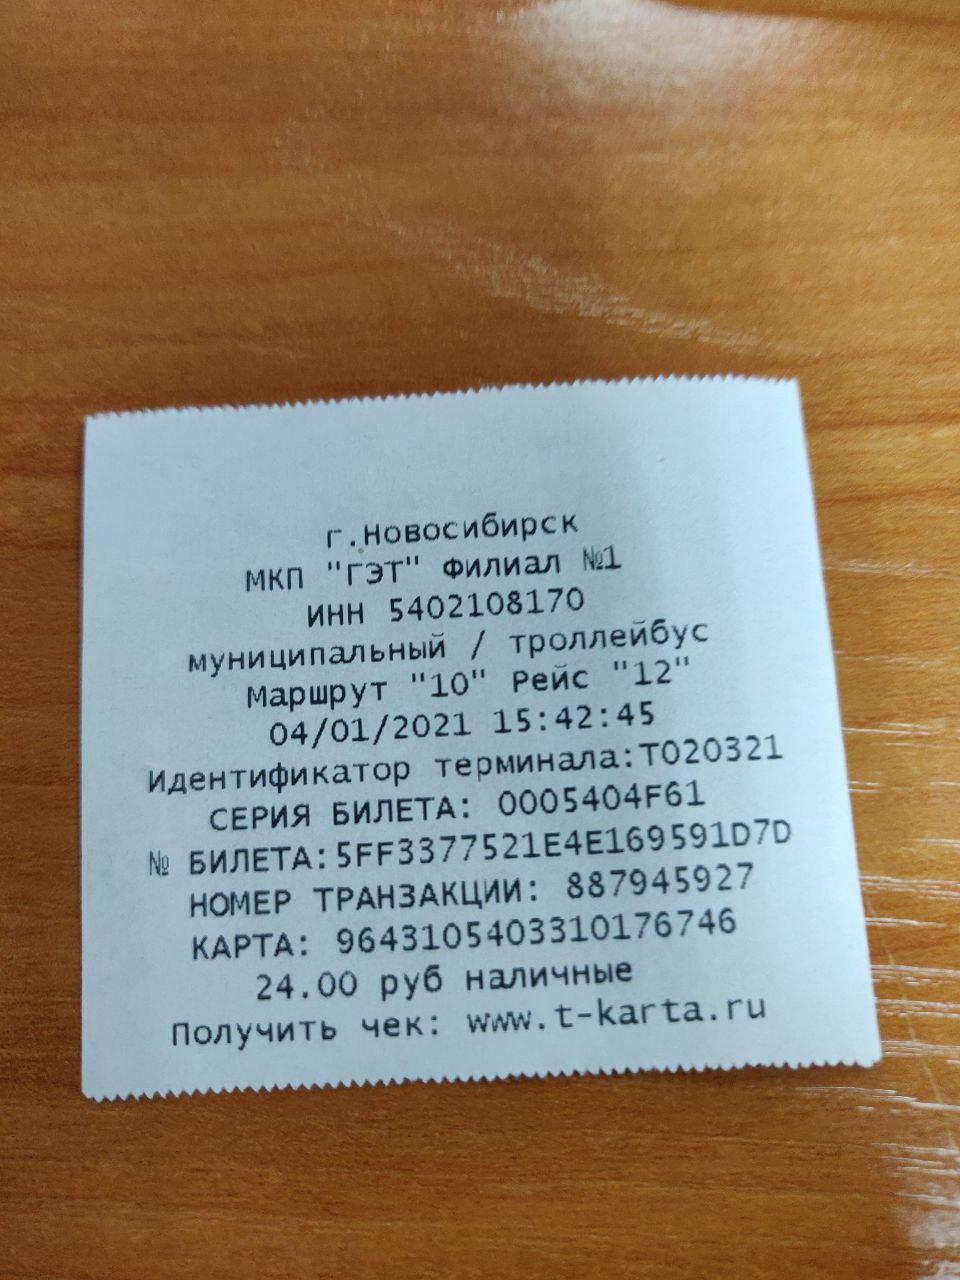 г.Новосибирск
МКП "ГЭТ" Филиал №1
ИНН 5402108170
муниципальный / троллейбус
Маршрут "10" Рейс "12"
04/01/2021 15:42:45
Идентификатор терминала:T020321
СЕРИЯ БИЛЕТА: 0005404F61
№ БИЛЕТА:5FF3377521E4E169591D7D
НОМЕР ТРАНЗАКЦИИ: 887945927
КАРТА: 9643105403310176746
24.00 руб наличные
Получить чек: www.t-karta.ru